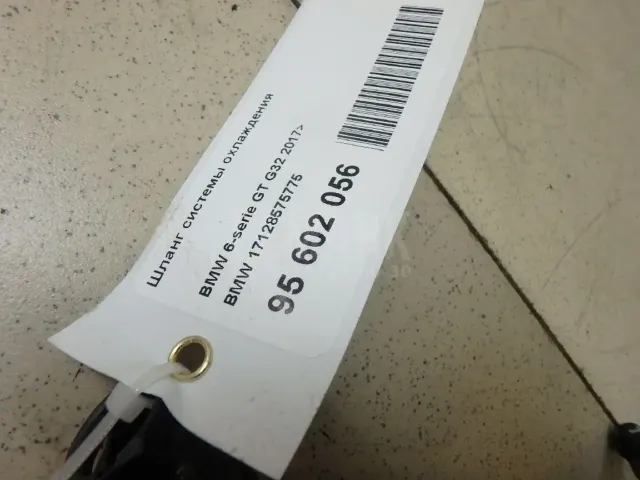 Шланг системы охлаждения
BMW 6-serie GT G32 2017>
BMW 17128575775
95 602 056